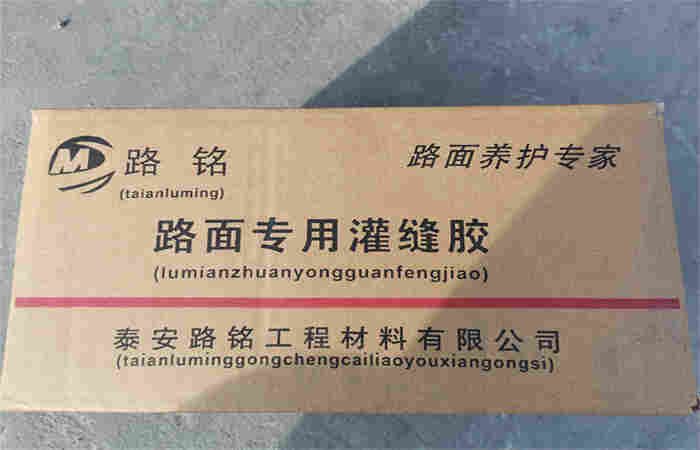 M 路铭 路面养护专家
(taianluming)
路面专用灌缝胶
(lumianzhuanyongguanfengjiao)
泰安路铭工程材料有限公司
(taianluminggongchengcailiaoyouxiangongsi)